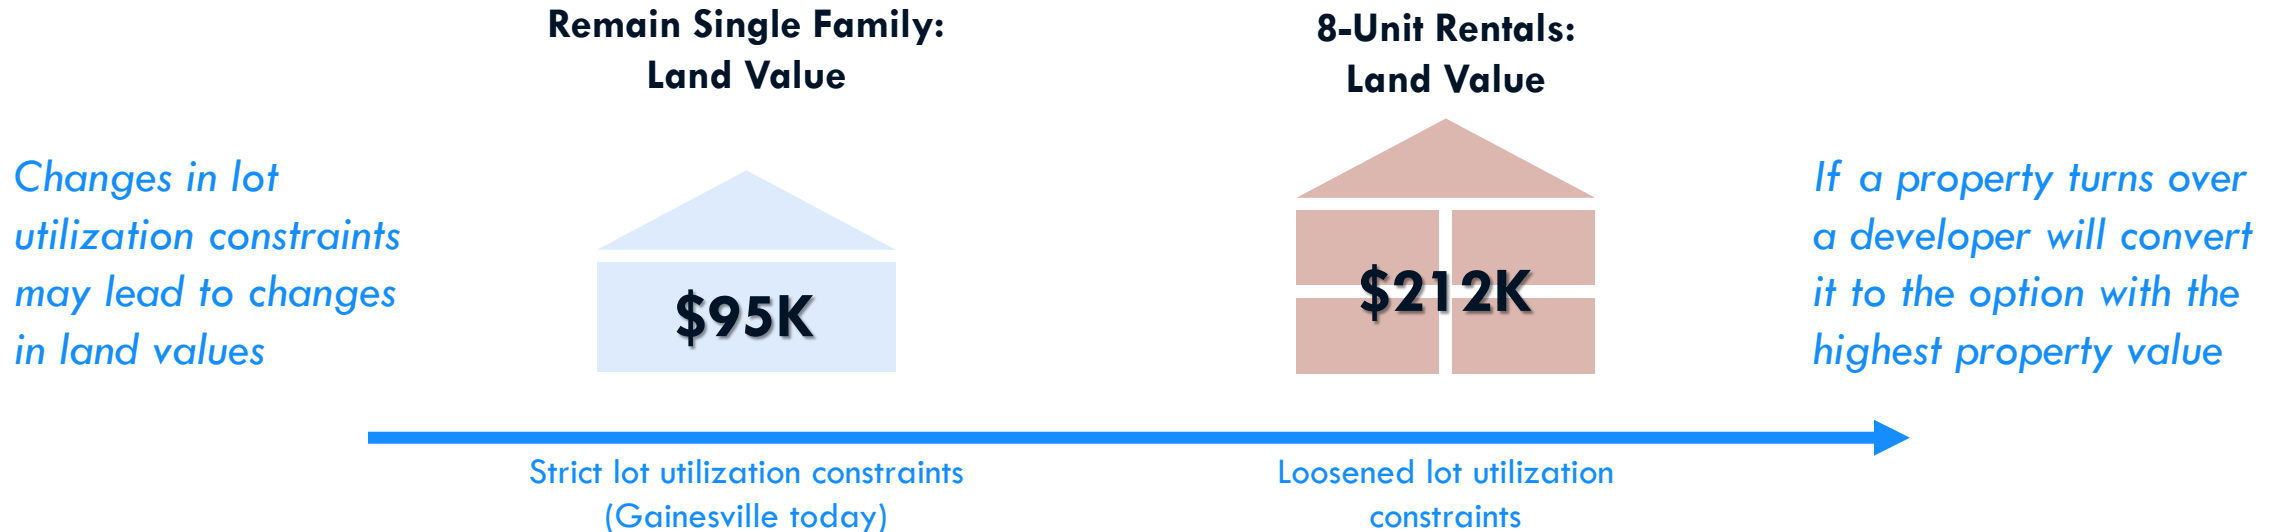 Remain Single Family:
Land Value
8-Unit Rentals:
Land Value
Changes in lot
utilization constraints
may lead to changes
in land values
$95K
$212K
If a property turns over
a developer will convert
it to the option with the
highest property value
Strict lot utilization constraints
(Gainesville today)
Loosened lot utilization
constraints